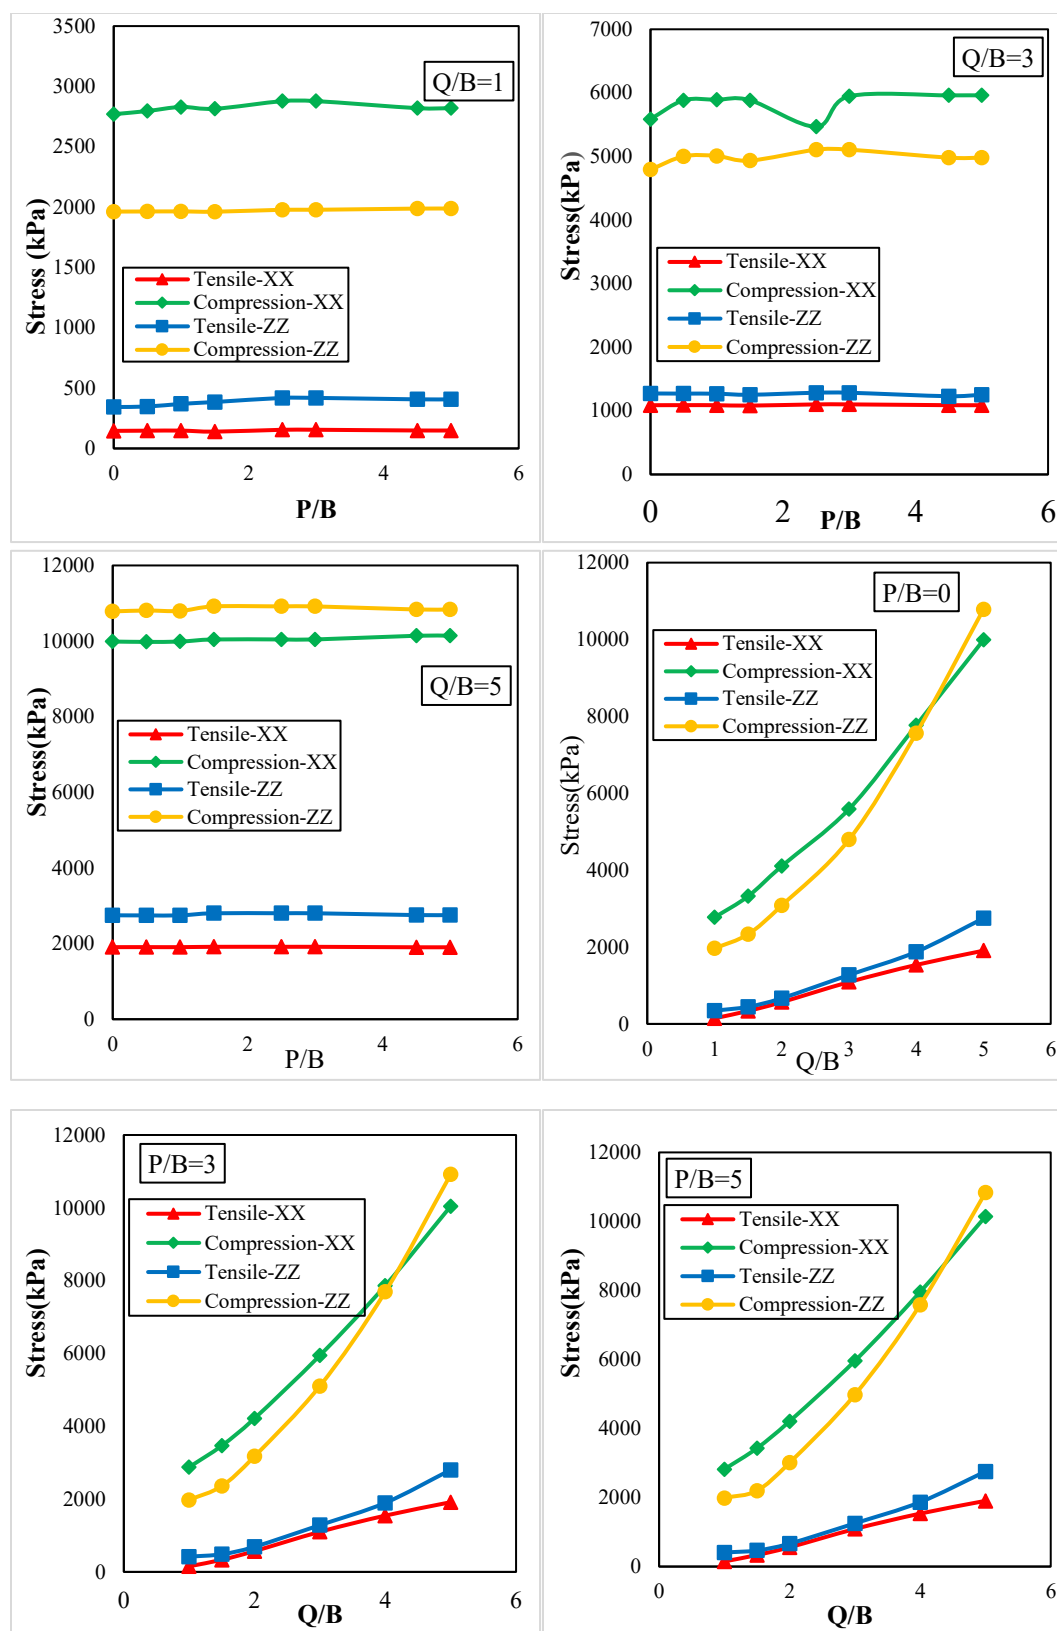 3500
3000
2500
2000
1500
1000
500
0
0 2 4 6
Stress (kPa)
P/B
Q/B=1
Tensile-XX
Compression-XX
Tensile-ZZ
Compression-ZZ
7000
6000
5000
4000
3000
2000
1000
0
0 2 4 6
Stress(kPa)
P/B
Q/B=3
Tensile-XX
Compression-XX
Tensile-ZZ
Compression-ZZ
12000
10000
8000
6000
4000
2000
0
0 2 4 6
Stress(kPa)
P/B
Q/B=5
Tensile-XX
Compression-XX
Tensile-ZZ
Compression-ZZ
12000
10000
8000
6000
4000
2000
0
0 1 2 3 4 5 6
Stress(kPa)
Q/B
P/B=0
Tensile-XX
Compression-XX
Tensile-ZZ
Compression-ZZ
12000
10000
8000
6000
4000
2000
0
0 2 4 6
Stress(kPa)
Q/B
P/B=3
Tensile-XX
Compression-XX
Tensile-ZZ
Compression-ZZ
12000
10000
8000
6000
4000
2000
0
0 2 4 6
Stress(kPa)
Q/B
P/B=5
Tensile-XX
Compression-XX
Tensile-ZZ
Compression-ZZ